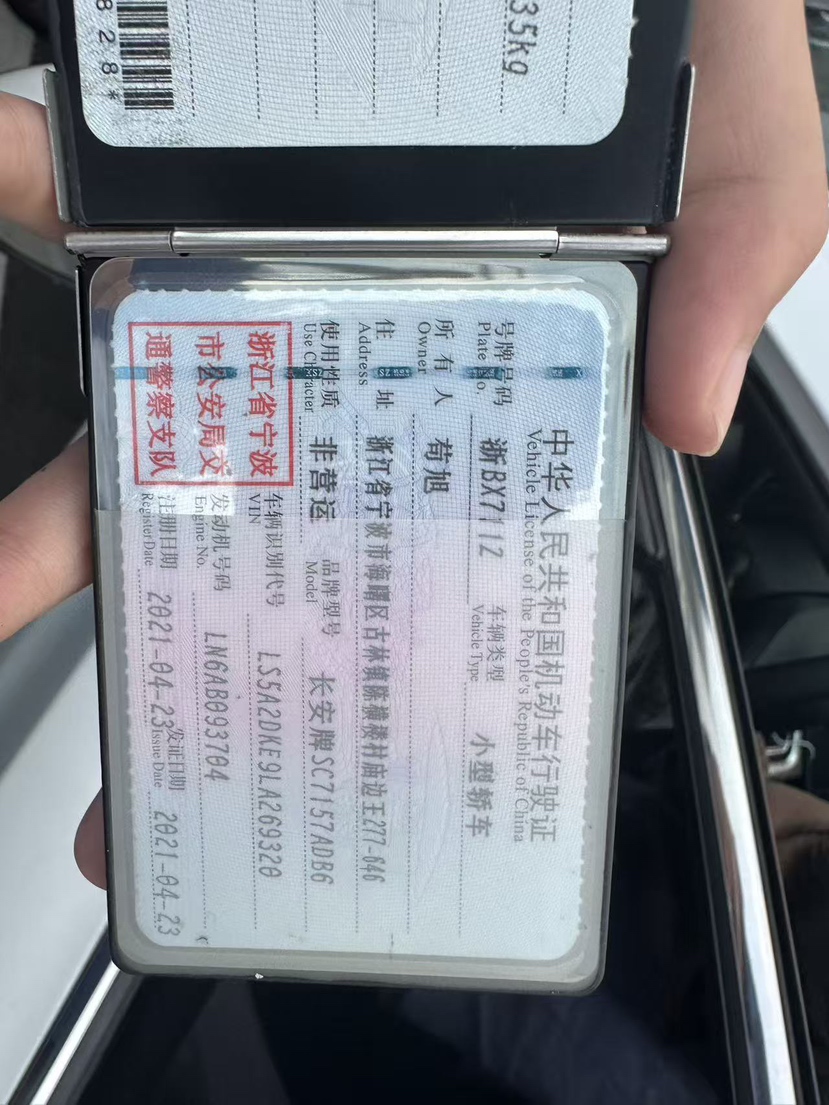 828*
35kg
中华人民共和国机动车行驶证
Vehicle License of the People's Republic of China
号牌号码 浙BX711Z 车辆类型 小型轿车
Plate No. Vehicle Type
所有人 苟旭
Owner
住址 浙江省宁波市海曙区古林镇陈横楼村庙边王277-646
Address
使用性质 非营运 品牌型号 长安牌SC7157ADB6
Use Character Model
浙江省宁波
市公安局交
通警察支队
车辆识别代号 LS5A2DKE9LA269320
VIN
发动机号码 LN6AB093704
Engine No.
注册日期 2021-04-23 发证日期 2021-04-23
Register Date Issue Date